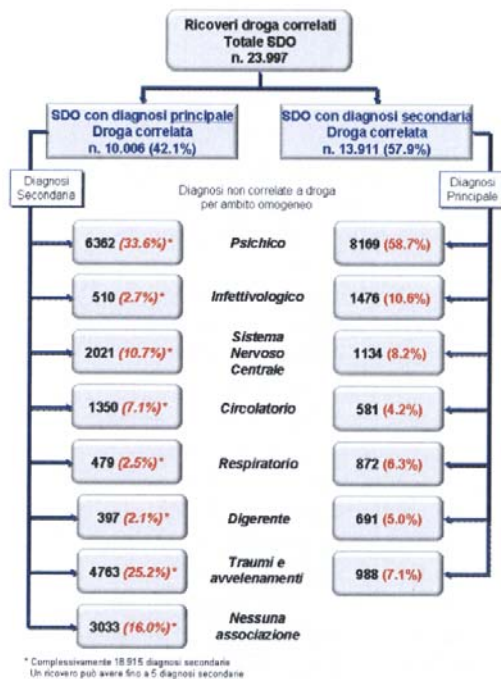 Ricoveri droga correlati
Totale SDO
n. 23.997
SDO con diagnosi principale
Droga correlata
n. 10.006 (42.1%)
SDO con diagnosi secondaria
Droga correlata
n. 13.911 (57.9%)
Diagnosi
Secondaria
Diagnosi non correlate a droga
per ambito omogeneo
Diagnosi
Principale
6362 (33.6%)*
Psichico
8169 (58.7%)
510 (2.7%)*
Infettivologico
1476 (10.6%)
2021 (10.7%)*
Sistema
Nervoso
Centrale
1134 (8.2%)
1350 (7.1%)*
Circolatorio
581 (4.2%)
479 (2.5%)*
Respiratorio
872 (6.3%)
397 (2.1%)*
Digerente
691 (5.0%)
4763 (25.2%)*
Traumi e
avvelenamenti
988 (7.1%)
3033 (16.0%)*
Nessuna
associazione
* Complessivamente 18.915 diagnosi secondarie
Un ricovero può avere fino a 5 diagnosi secondarie